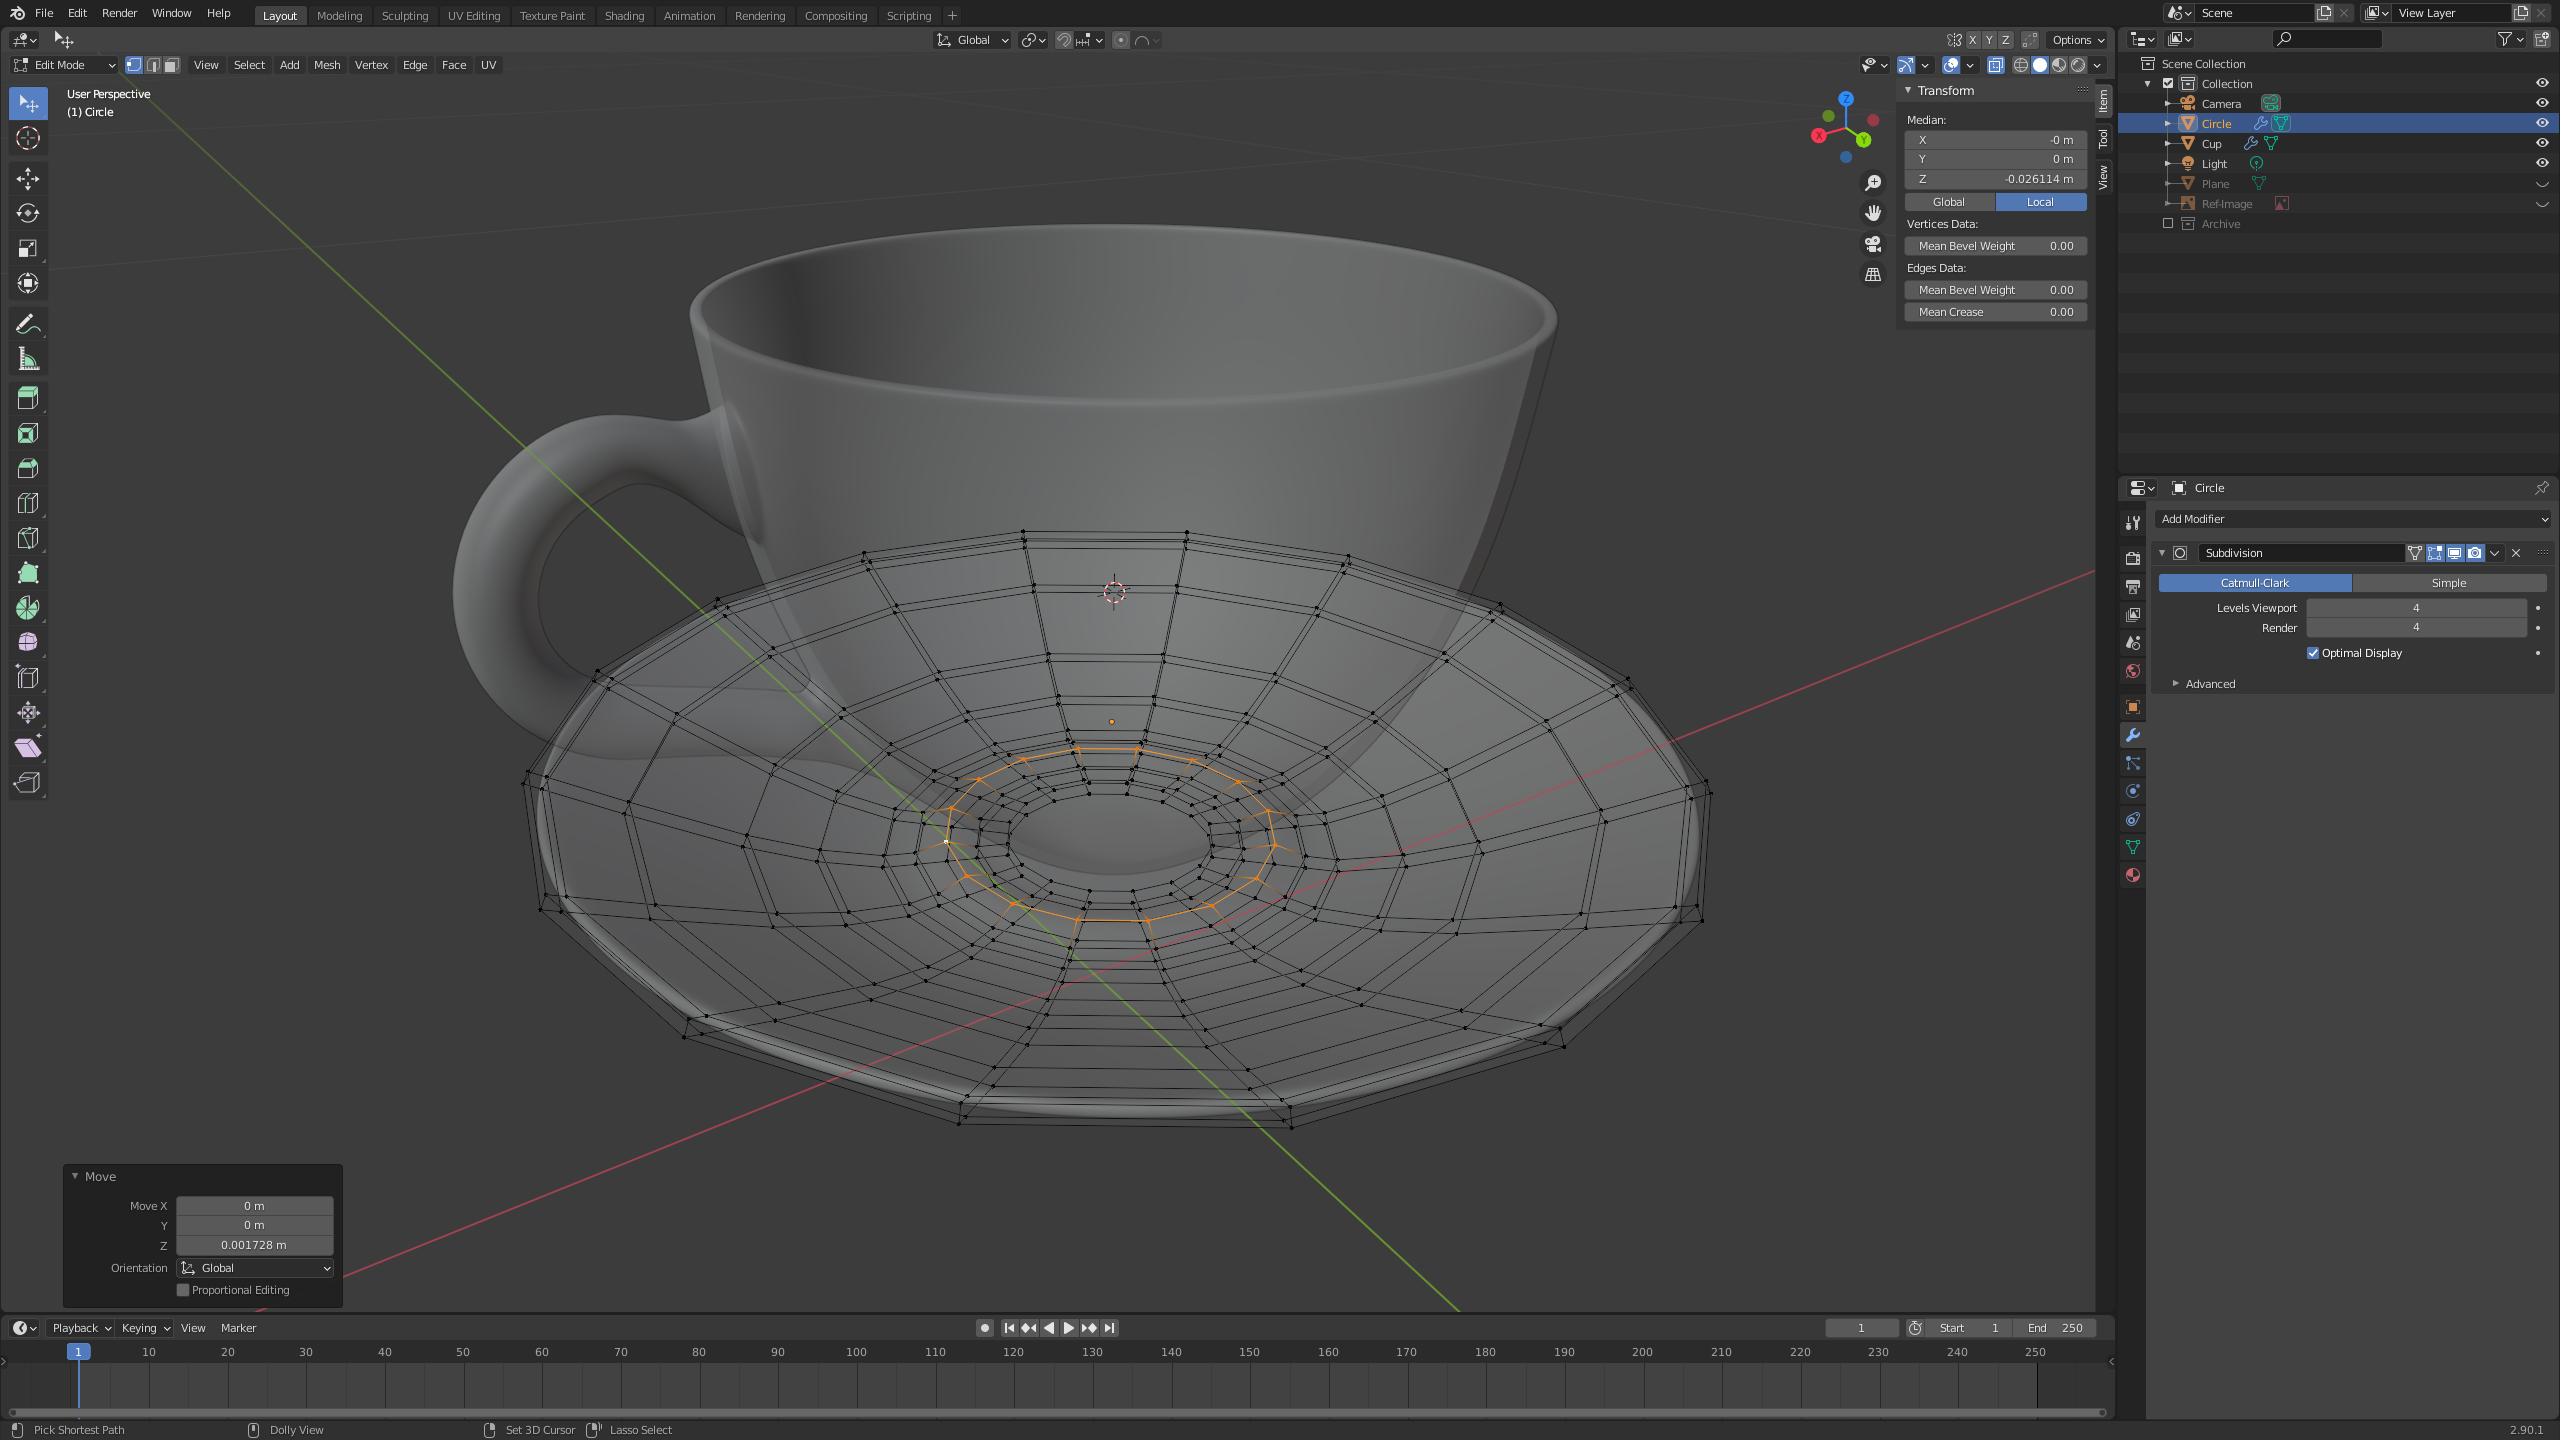 File Edit Render Window Help Layout Modeling Sculpting UV Editing Texture Paint Shading Animation Rendering Compositing Scripting + Scene View Layer
Global X Y Z Options
Edit Mode View Select Add Mesh Vertex Edge Face UV
User Perspective
(1) Circle
Z
X
Y
Transform
Median:
X -0 m
Y 0 m
Z -0.026114 m
Global Local
Vertices Data:
Mean Bevel Weight 0.00
Edges Data:
Mean Bevel Weight 0.00
Mean Crease 0.00
Item
Tool
View
Scene Collection
Collection
Camera
Circle
Cup
Light
Plane
Ref-Image
Archive
Circle
Add Modifier
Subdivision
Catmull-Clark Simple
Levels Viewport 4
Render 4
Optimal Display
Advanced
Move
Move X 0 m
Y 0 m
Z 0.001728 m
Orientation Global
Proportional Editing
Playback Keying View Marker 1 Start 1 End 250
1 10 20 30 40 50 60 70 80 90 100 110 120 130 140 150 160 170 180 190 200 210 220 230 240 250
Pick Shortest Path Dolly View Set 3D Cursor Lasso Select 2.90.1